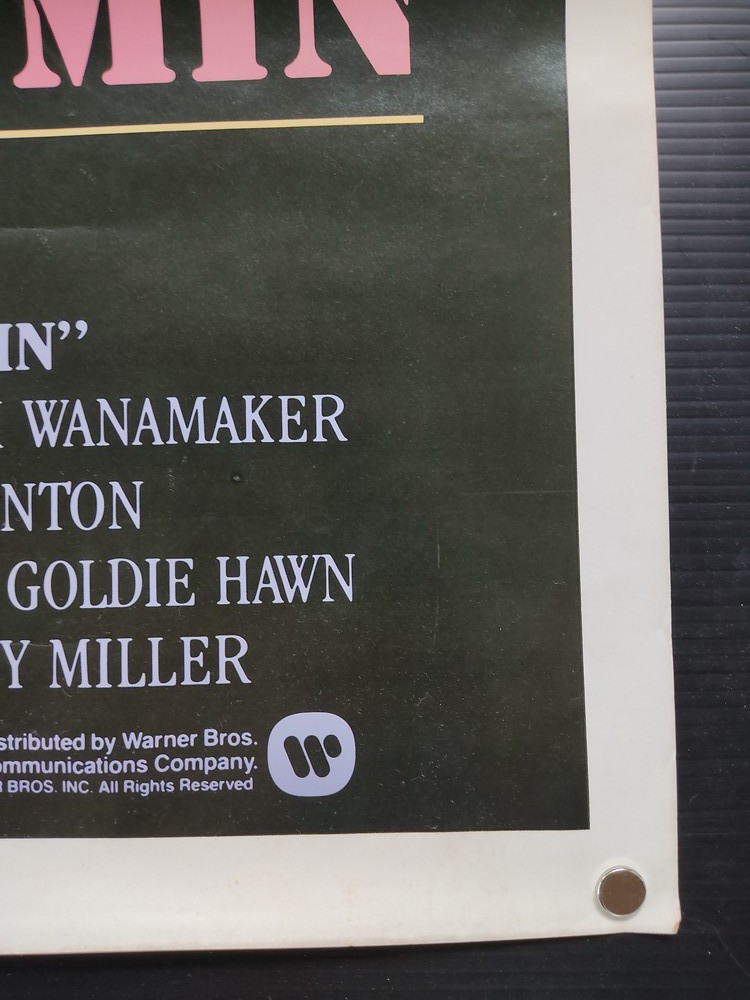 MIN
IN”
WANAMAKER
NTON
GOLDIE HAWN
Y MILLER
stributed by Warner Bros.
ommunications Company.
BROS. INC. All Rights Reserved